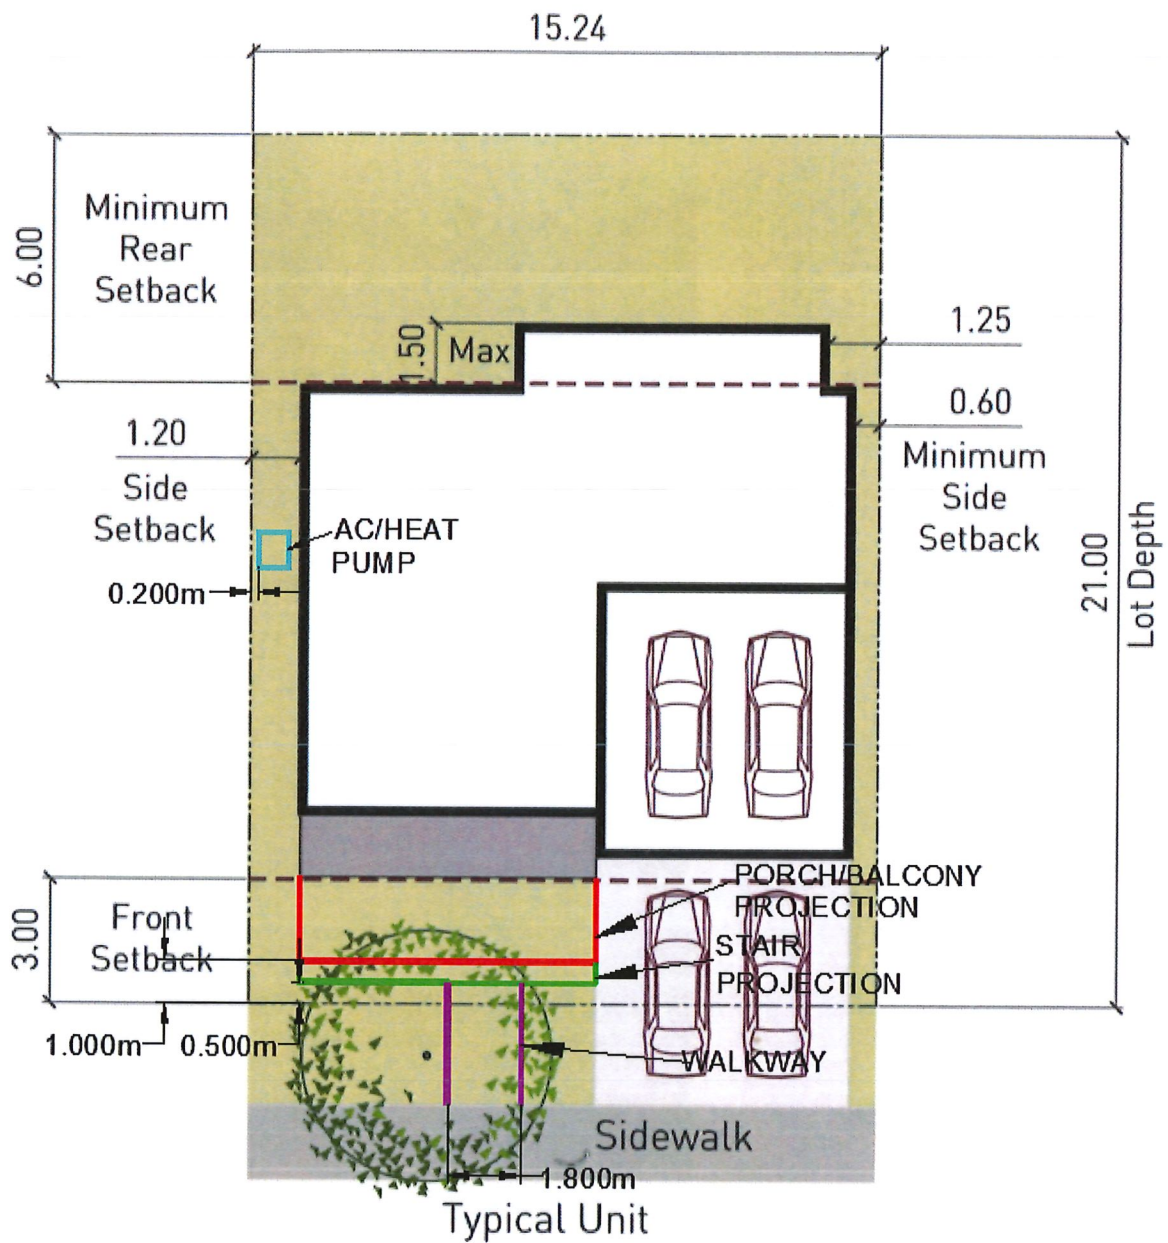 15.24
Minimum
Rear
Setback
6.00
1.50
Max
1.25
0.60
Minimum
Side
Setback
1.20
Side
Setback
AC/HEAT
PUMP
0.200m
21.00
Lot Depth
PORCH/BALCONY
PROJECTION
3.00
Front
Setback
STAIR
PROJECTION
1.000m
0.500m
WALKWAY
Sidewalk
1.800m
Typical Unit